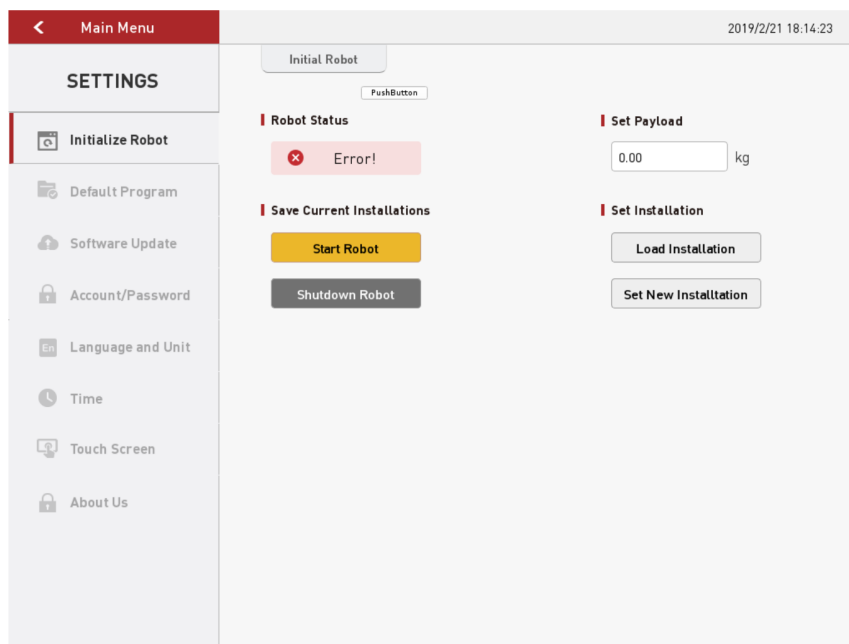 Main Menu
2019/2/21 18:14:23
SETTINGS
Initialize Robot
Default Program
Software Update
Account/Password
En
Language and Unit
Time
Touch Screen
About Us
Initial Robot
PushButton
Robot Status
Error!
Save Current Installations
Start Robot
Shutdown Robot
Set Payload
0.00
kg
Set Installation
Load Installation
Set New Installtation